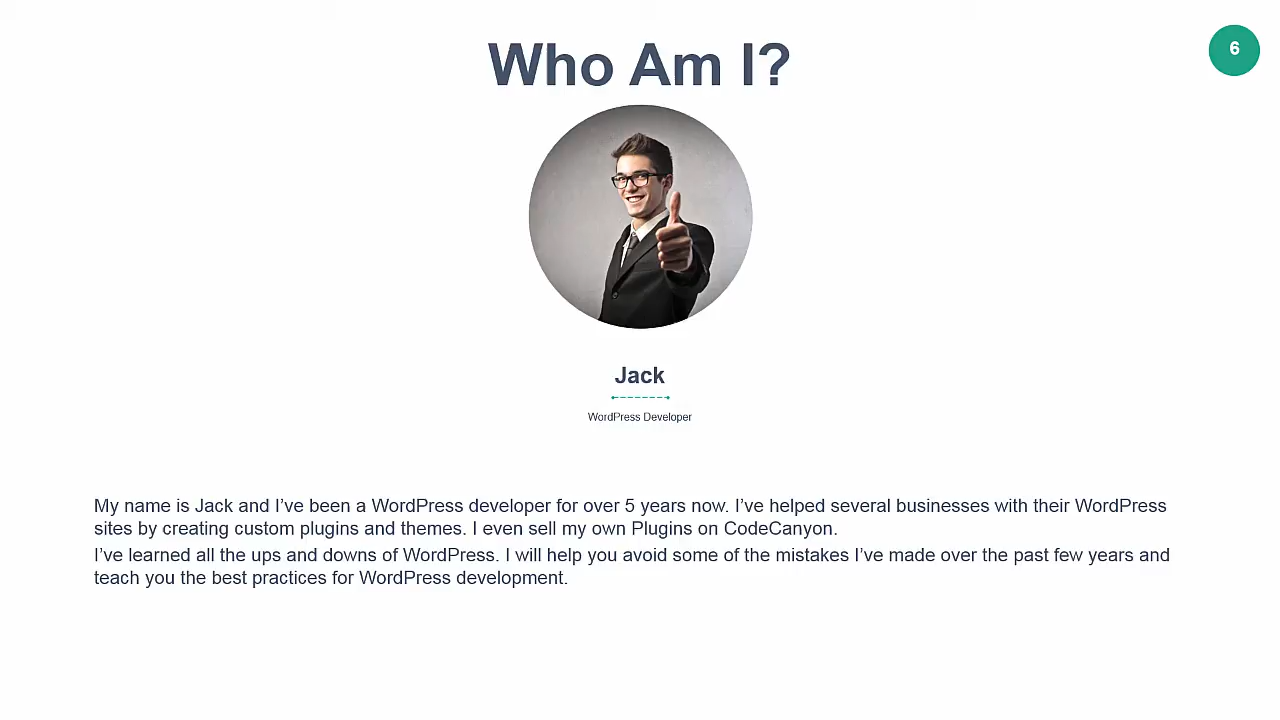 Who Am I?
6
Jack
WordPress Developer
My name is Jack and I’ve been a WordPress developer for over 5 years now. I’ve helped several businesses with their WordPress
sites by creating custom plugins and themes. I even sell my own Plugins on CodeCanyon.
I’ve learned all the ups and downs of WordPress. I will help you avoid some of the mistakes I’ve made over the past few years and
teach you the best practices for WordPress development.